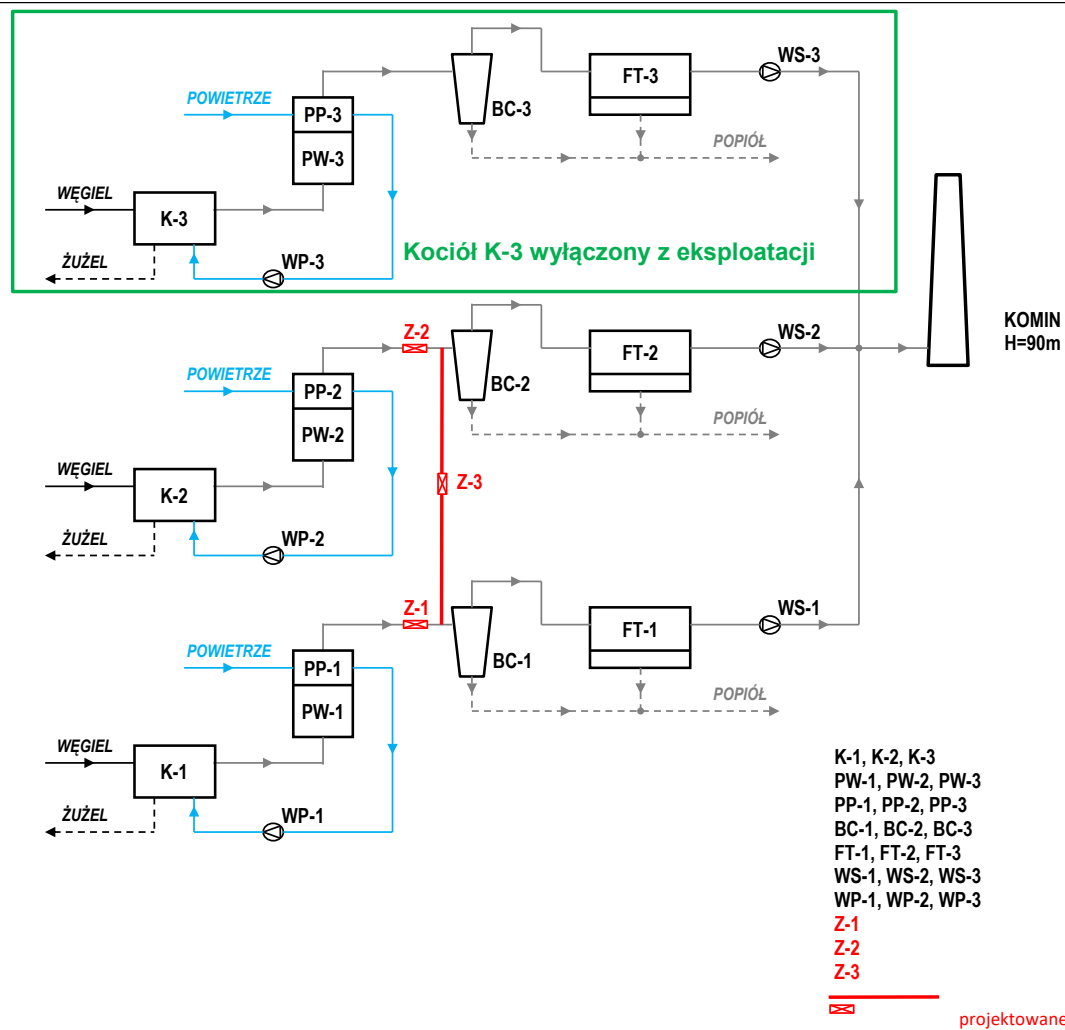 WS-3
FT-3
BC-3
POWIETRZE
PP-3
PW-3
POPIÓŁ
WĘGIEL
K-3
ŻUŻEL
WP-3
Kociół K-3 wyłączony z eksploatacji
KOMIN
H=90m
Z-2
WS-2
FT-2
BC-2
POWIETRZE
PP-2
PW-2
POPIÓŁ
WĘGIEL
K-2
Z-3
ŻUŻEL
WP-2
Z-1
WS-1
FT-1
BC-1
POWIETRZE
PP-1
PW-1
POPIÓŁ
WĘGIEL
K-1
ŻUŻEL
WP-1
K-1, K-2, K-3
PW-1, PW-2, PW-3
PP-1, PP-2, PP-3
BC-1, BC-2, BC-3
FT-1, FT-2, FT-3
WS-1, WS-2, WS-3
WP-1, WP-2, WP-3
Z-1
Z-2
Z-3
projektowane